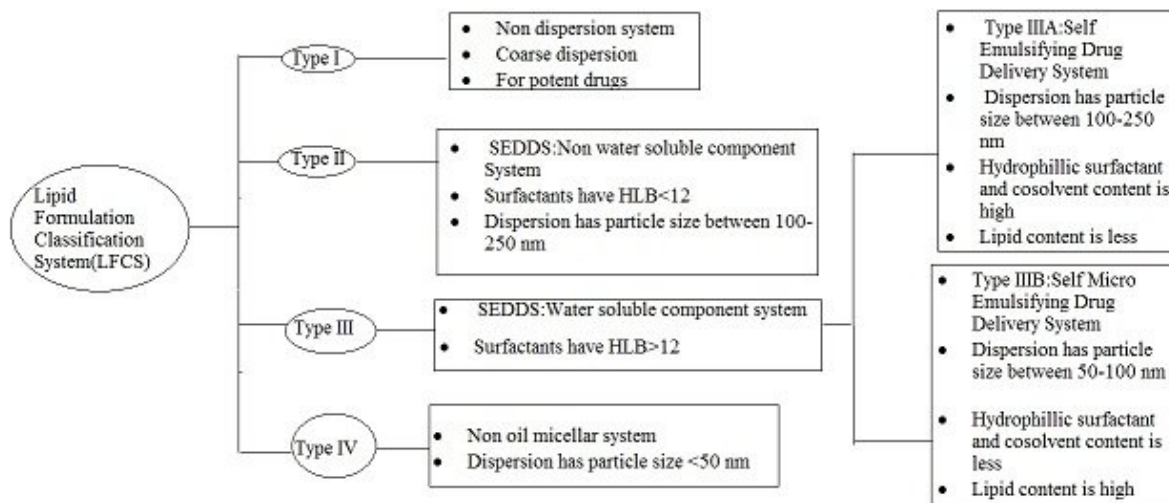 Lipid
Formulation
Classification
System(LFCS)
Type I
• Non dispersion system
• Coarse dispersion
• For potent drugs
Type II
• SEDDS:Non water soluble component
System
• Surfactants have HLB<12
• Dispersion has particle size between 100-
250 nm
Type III
• SEDDS:Water soluble component system
• Surfactants have HLB>12
Type IV
• Non oil micellar system
• Dispersion has particle size <50 nm
• Type IIIA:Self
Emulsifying Drug
Delivery System
• Dispersion has particle
size between 100-250
nm
• Hydrophillic surfactant
and cosolvent content is
high
• Lipid content is less
• Type IIIB:Self Micro
Emulsifying Drug
Delivery System
• Dispersion has particle
size between 50-100 nm
• Hydrophillic surfactant
and cosolvent content is
less
• Lipid content is high